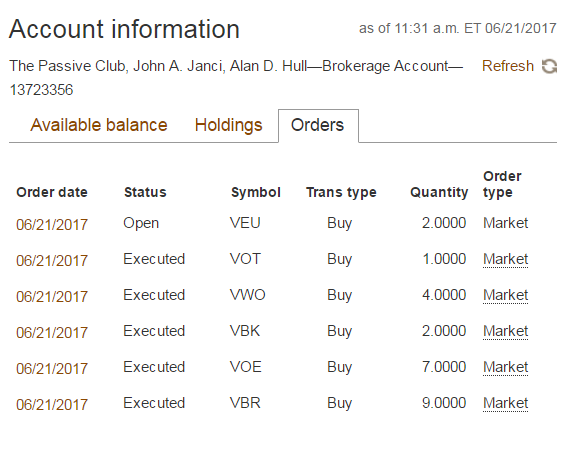 Account information as of 11:31 a.m. ET 06/21/2017
The Passive Club, John A. Janci, Alan D. Hull—Brokerage Account— Refresh
13723356
Available balance Holdings Orders
Order date Status Symbol Trans type Quantity Order type
06/21/2017 Open VEU Buy 2.0000 Market
06/21/2017 Executed VOT Buy 1.0000 Market
06/21/2017 Executed VWO Buy 4.0000 Market
06/21/2017 Executed VBK Buy 2.0000 Market
06/21/2017 Executed VOE Buy 7.0000 Market
06/21/2017 Executed VBR Buy 9.0000 Market